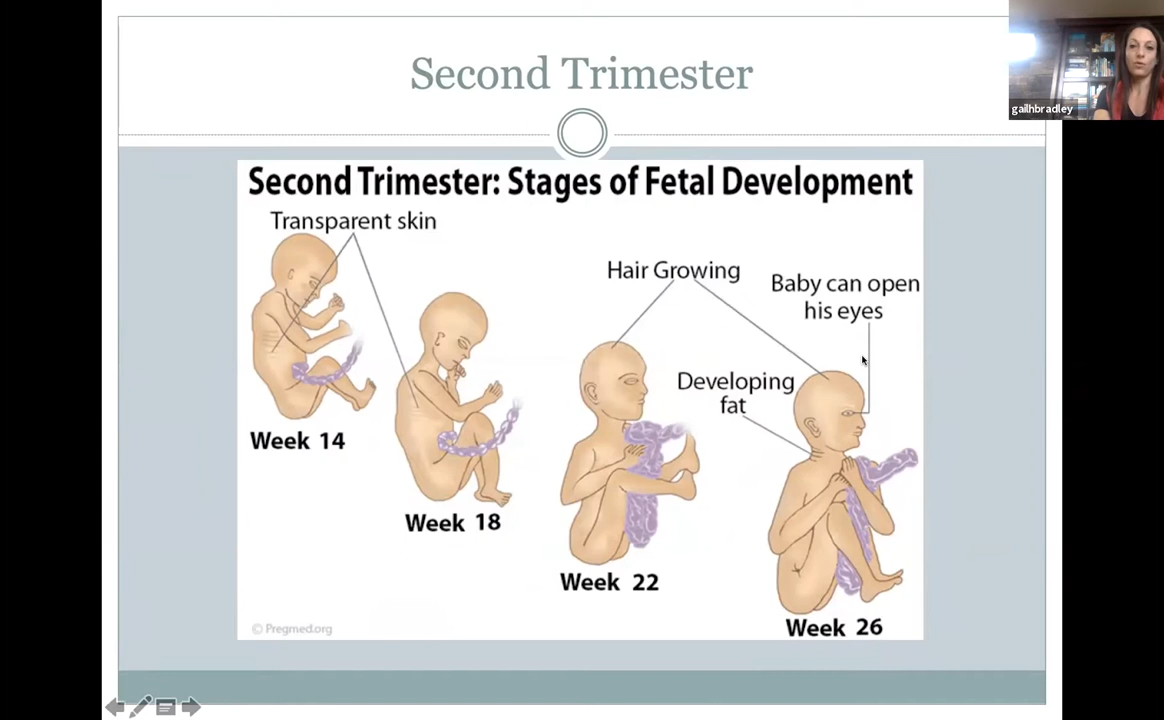 Second Trimester
gailhbradley
Second Trimester: Stages of Fetal Development
Transparent skin
Hair Growing
Baby can open
his eyes
Developing
fat
Week 14
Week 18
Week 22
Week 26
© Pregmed.org